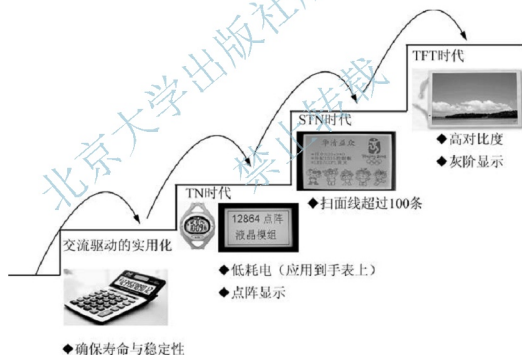 TFT时代
◆高对比度
◆灰阶显示
STN时代
◆扫面线超过100条
TN时代
12864 点阵
液晶模组
◆低耗电（应用到手表上）
◆点阵显示
交流驱动的实用化
◆确保寿命与稳定性
北京大学出版社
禁止转载